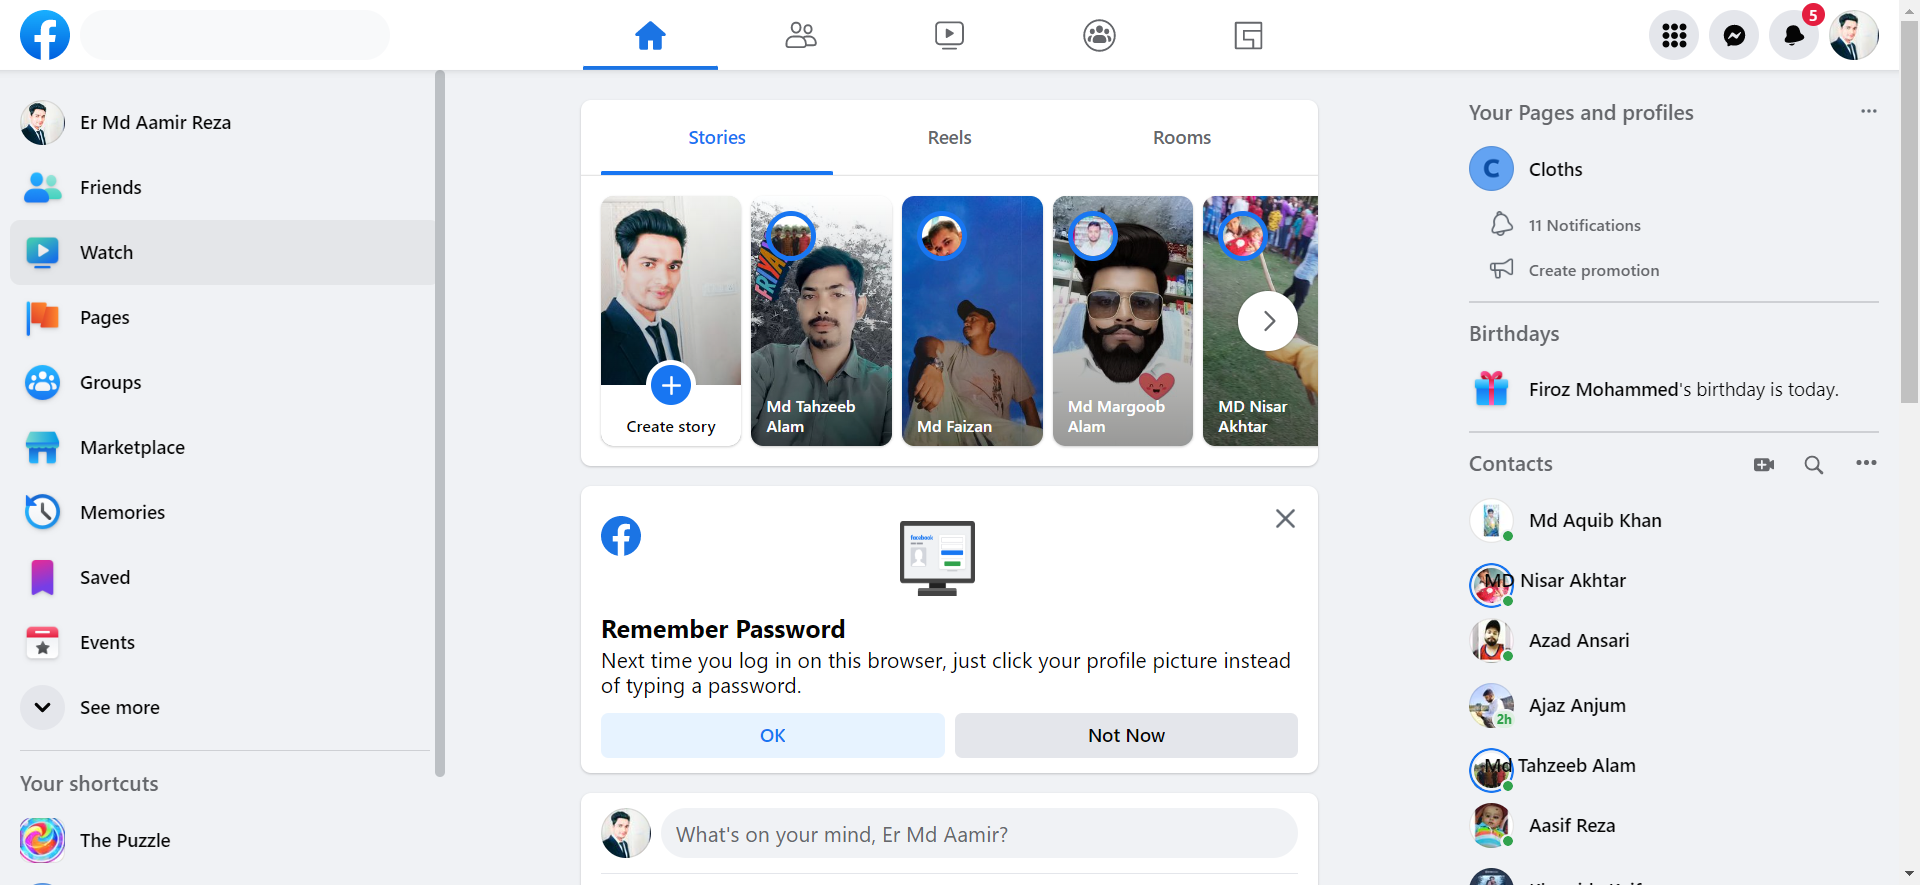 5
Er Md Aamir Reza
Friends
Watch
Pages
Groups
Marketplace
Memories
Saved
Events
See more
Your shortcuts
The Puzzle
Stories
Reels
Rooms
Create story
FRIYAY
Md Tahzeeb
Alam
Md Faizan
Md Margoob
Alam
MD Nisar
Akhtar
facebook
Remember Password
Next time you log in on this browser, just click your profile picture instead
of typing a password.
OK
Not Now
What's on your mind, Er Md Aamir?
Your Pages and profiles
C
Cloths
11 Notifications
Create promotion
Birthdays
Firoz Mohammed's birthday is today.
Contacts
Md Aquib Khan
MD Nisar Akhtar
Azad Ansari
2h
Ajaz Anjum
Md Tahzeeb Alam
Aasif Reza